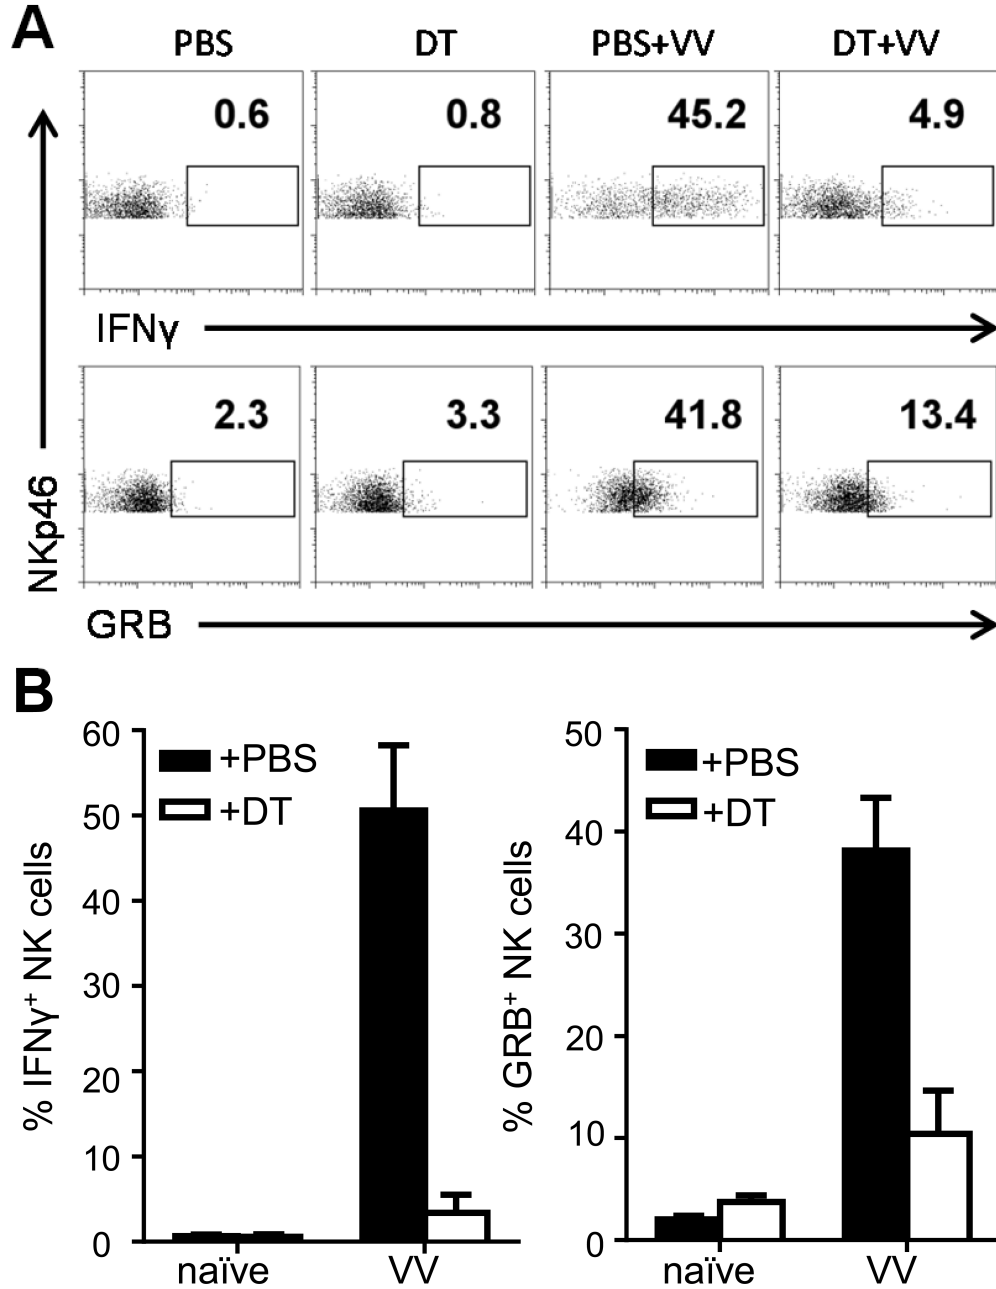 A
PBS DT PBS+VV DT+VV
0.6 0.8 45.2 4.9
IFNγ
2.3 3.3 41.8 13.4
NKp46
GRB
B
60
50
40
30
20
10
0
% IFNγ⁺ NK cells
+PBS
+DT
naïve VV
50
40
30
20
10
0
% GRB⁺ NK cells
+PBS
+DT
naïve VV